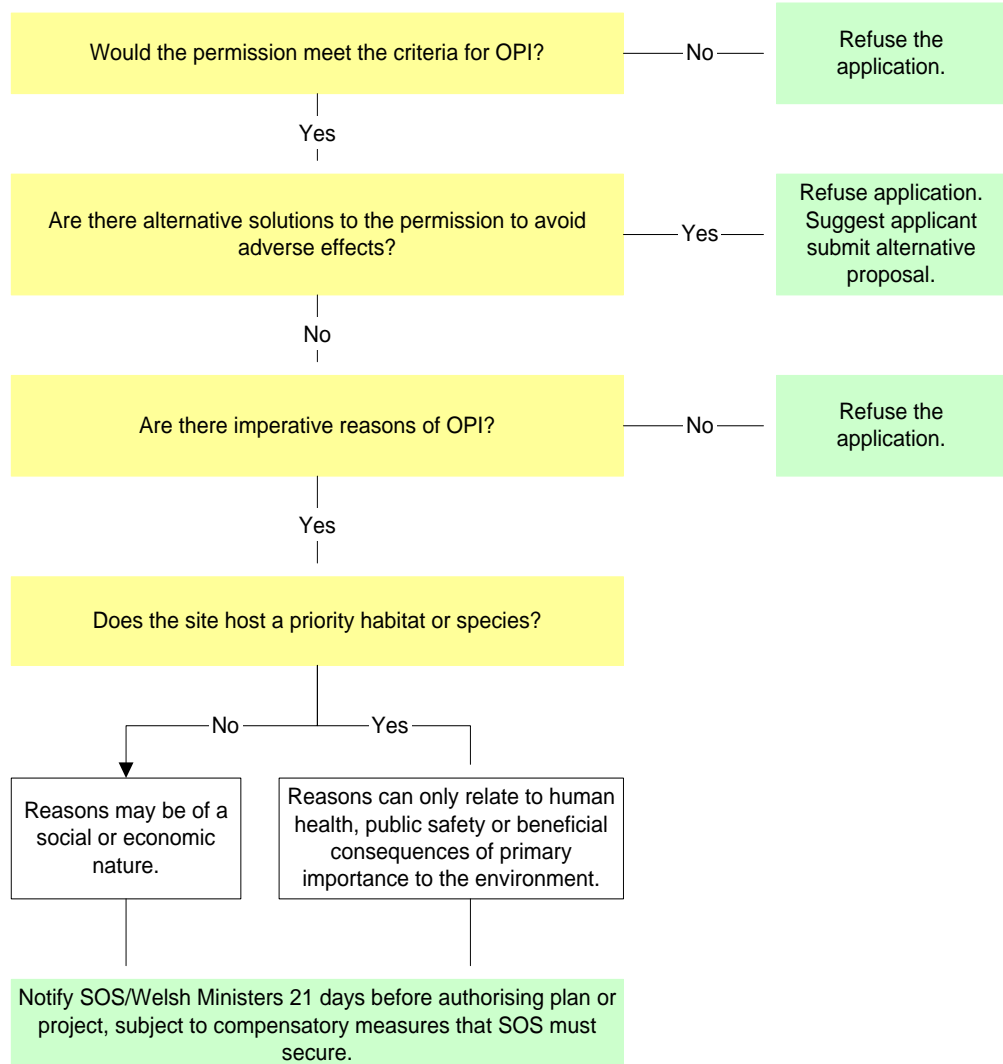 Would the permission meet the criteria for OPI?
No
Refuse the
application.
Yes
Are there alternative solutions to the permission to avoid
adverse effects?
Yes
Refuse application.
Suggest applicant
submit alternative
proposal.
No
Are there imperative reasons of OPI?
No
Refuse the
application.
Yes
Does the site host a priority habitat or species?
No
Yes
Reasons may be of a
social or economic
nature.
Reasons can only relate to human
health, public safety or beneficial
consequences of primary
importance to the environment.
Notify SOS/Welsh Ministers 21 days before authorising plan or
project, subject to compensatory measures that SOS must
secure.